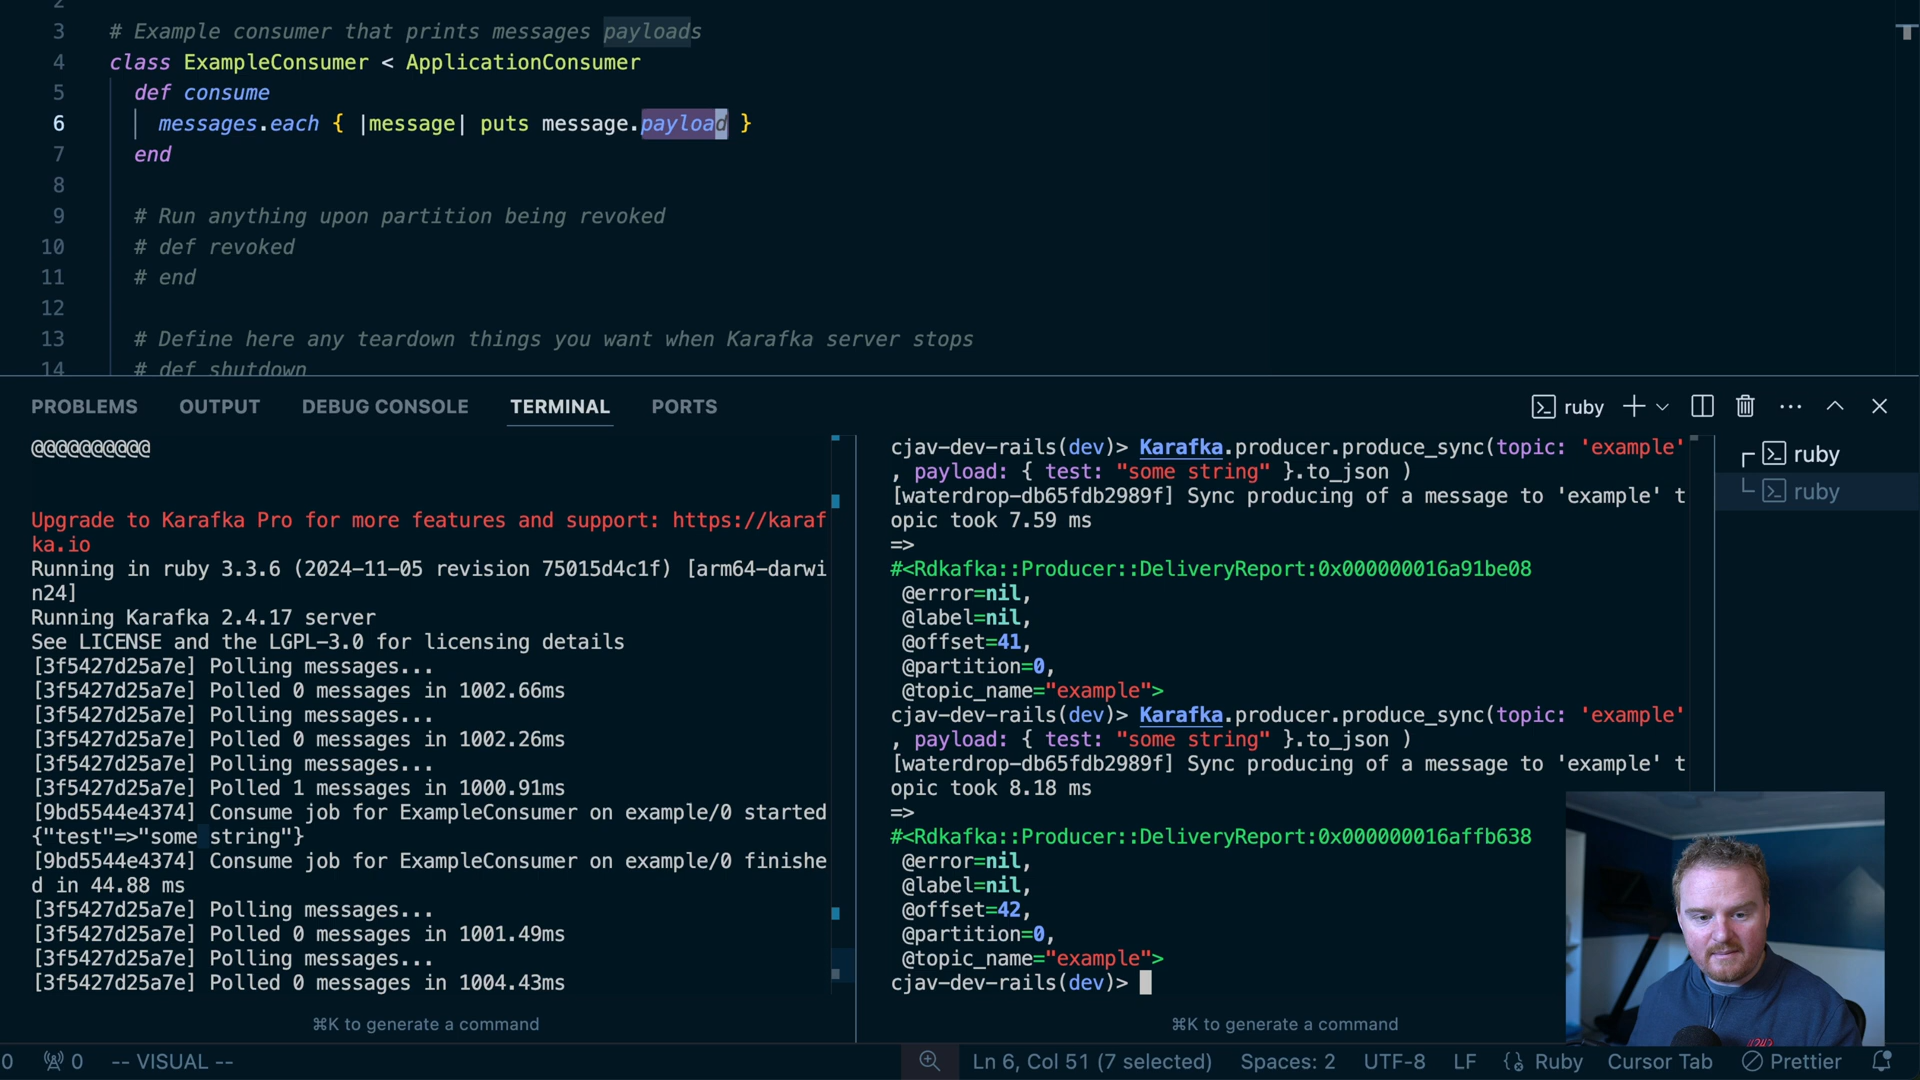 2
3 # Example consumer that prints messages payloads
4 class ExampleConsumer < ApplicationConsumer
5 def consume
6 messages.each { |message| puts message.payload }
7 end
8
9 # Run anything upon partition being revoked
10 # def revoked
11 # end
12
13 # Define here any teardown things you want when Karafka server stops
14 # def shutdown
PROBLEMS OUTPUT DEBUG CONSOLE TERMINAL PORTS ruby
@@@@@@@@@@
Upgrade to Karafka Pro for more features and support: https://karaf
ka.io
Running in ruby 3.3.6 (2024-11-05 revision 75015d4c1f) [arm64-darwi
n24]
Running Karafka 2.4.17 server
See LICENSE and the LGPL-3.0 for licensing details
[3f5427d25a7e] Polling messages...
[3f5427d25a7e] Polled 0 messages in 1002.66ms
[3f5427d25a7e] Polling messages...
[3f5427d25a7e] Polled 0 messages in 1002.26ms
[3f5427d25a7e] Polling messages...
[3f5427d25a7e] Polled 1 messages in 1000.91ms
[9bd5544e4374] Consume job for ExampleConsumer on example/0 started
{"test"=>"some string"}
[9bd5544e4374] Consume job for ExampleConsumer on example/0 finishe
d in 44.88 ms
[3f5427d25a7e] Polling messages...
[3f5427d25a7e] Polled 0 messages in 1001.49ms
[3f5427d25a7e] Polling messages...
[3f5427d25a7e] Polled 0 messages in 1004.43ms
⌘K to generate a command
cjav-dev-rails(dev)> Karafka.producer.produce_sync(topic: 'example'
, payload: { test: "some string" }.to_json )
[waterdrop-db65fdb2989f] Sync producing of a message to 'example' t
opic took 7.59 ms
=>
#<Rdkafka::Producer::DeliveryReport:0x000000016a91be08
@error=nil,
@label=nil,
@offset=41,
@partition=0,
@topic_name="example">
cjav-dev-rails(dev)> Karafka.producer.produce_sync(topic: 'example'
, payload: { test: "some string" }.to_json )
[waterdrop-db65fdb2989f] Sync producing of a message to 'example' t
opic took 8.18 ms
=>
#<Rdkafka::Producer::DeliveryReport:0x000000016affb638
@error=nil,
@label=nil,
@offset=42,
@partition=0,
@topic_name="example">
cjav-dev-rails(dev)>
⌘K to generate a command
ruby
ruby
0 0 -- VISUAL -- Ln 6, Col 51 (7 selected) Spaces: 2 UTF-8 LF Ruby Cursor Tab Prettier